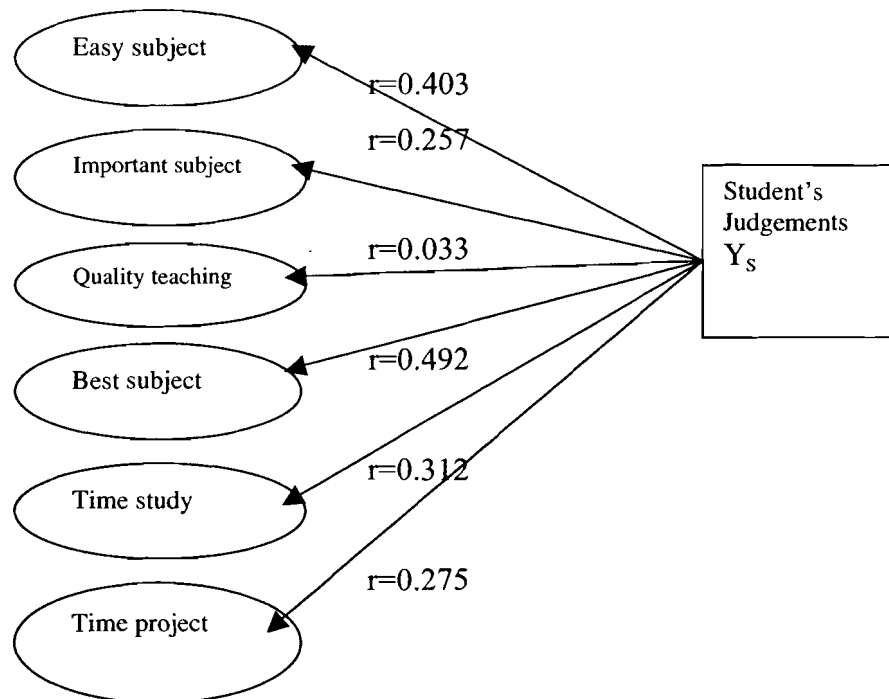 Easy subject
r=0.403
r=0.257
Important subject
Student's
Judgements
Y_s
r=0.033
Quality teaching
r=0.492
Best subject
r=0.312
Time study
r=0.275
Time project